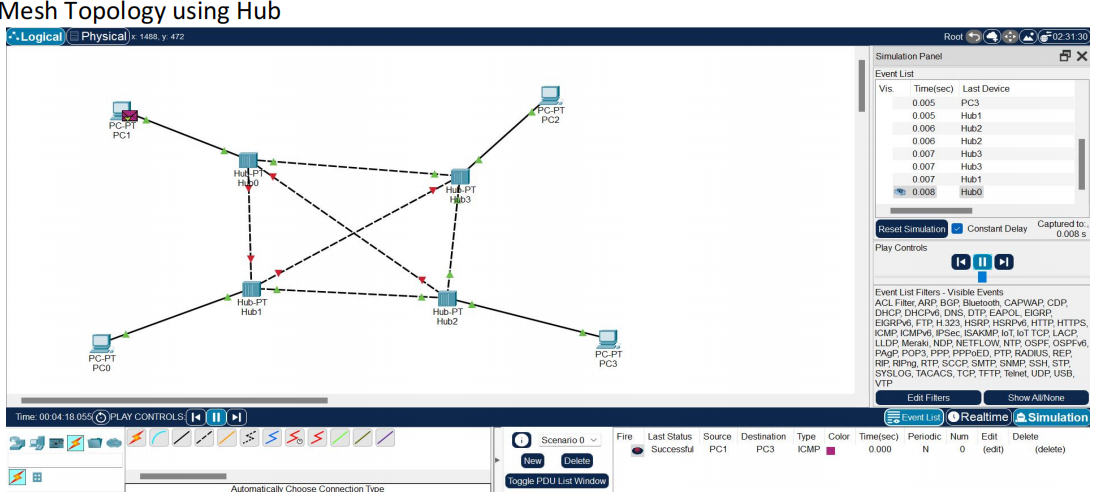 Mesh Topology using Hub
Logical Physical x: 1488, y: 472 Root 02:31:30
Simulation Panel
Event List
Vis. Time(sec) Last Device
0.005 PC3
0.005 Hub1
0.006 Hub2
0.006 Hub2
0.007 Hub3
0.007 Hub3
0.007 Hub1
0.008 Hub0
Reset Simulation Constant Delay Captured to:
0.008 s
Play Controls
Event List Filters - Visible Events
ACL Filter, ARP, BGP, Bluetooth, CAPWAP, CDP,
DHCP, DHCPv6, DNS, DTP, EAPOL, EIGRP,
EIGRPv6, FTP, H.323, HSRP, HSRPv6, HTTP, HTTPS,
ICMP, ICMPv6, IPSec, ISAKMP, IoT, IoT TCP, LACP,
LLDP, Meraki, NDP, NETFLOW, NTP, OSPF, OSPFv6,
PAgP, POP3, PPP, PPPoED, PTP, RADIUS, REP,
RIP, RIPng, RTP, SCCP, SMTP, SNMP, SSH, STP,
SYSLOG, TACACS, TCP, TFTP, Telnet, UDP, USB,
VTP
Edit Filters Show All/None
PC-PT
PC1
PC-PT
PC2
Hub-PT
Hub0
Hub-PT
Hub3
Hub-PT
Hub1
Hub-PT
Hub2
PC-PT
PC0
PC-PT
PC3
Time: 00:04:18.055 PLAY CONTROLS: Event List Realtime Simulation
Scenario 0
New Delete
Toggle PDU List Window
Fire Last Status Source Destination Type Color Time(sec) Periodic Num Edit Delete
Successful PC1 PC3 ICMP 0.000 N 0 (edit) (delete)
Automatically Choose Connection Type